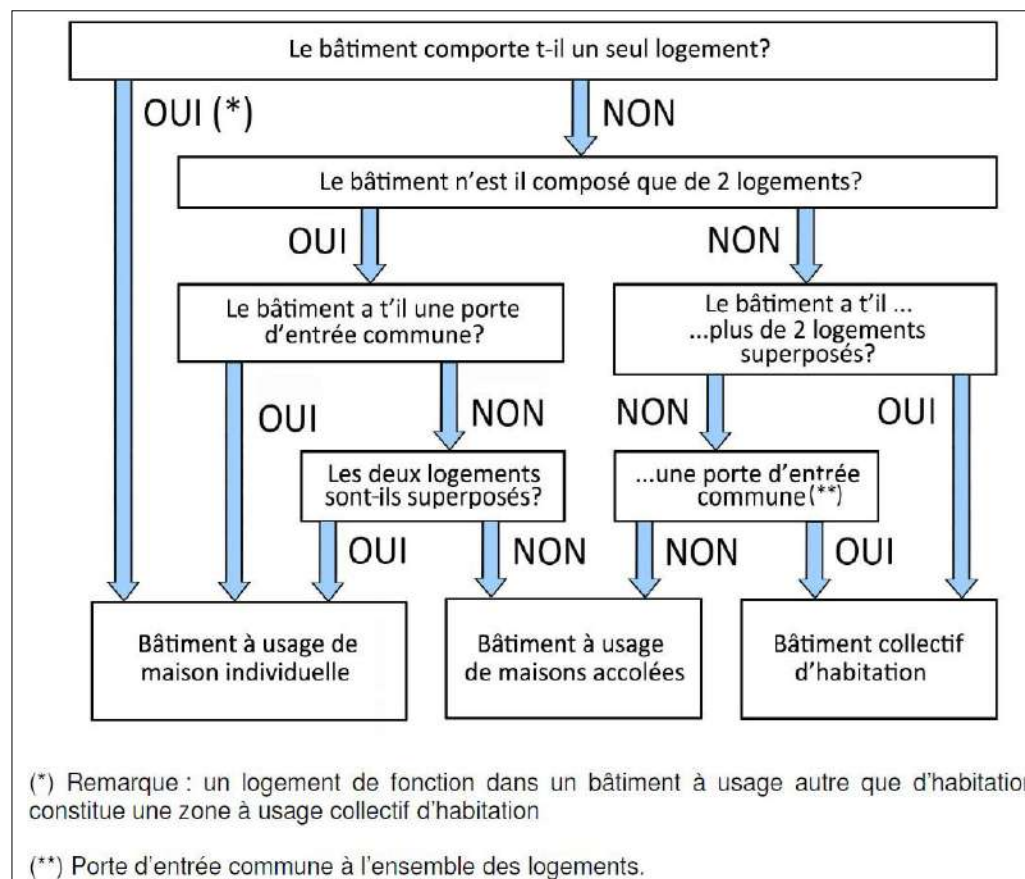 Le bâtiment comporte t-il un seul logement?
OUI (*)
NON
Le bâtiment n'est il composé que de 2 logements?
OUI
NON
Le bâtiment a t'il une porte
d'entrée commune?
Le bâtiment a t'il ...
...plus de 2 logements
superposés?
OUI
NON
NON
OUI
Les deux logements
sont-ils superposés?
...une porte d'entrée
commune(**)
OUI
NON
NON
OUI
Bâtiment à usage de
maison individuelle
Bâtiment à usage
de maisons accolées
Bâtiment collectif
d'habitation
(*) Remarque : un logement de fonction dans un bâtiment à usage autre que d'habitation
constitue une zone à usage collectif d'habitation
(**) Porte d'entrée commune à l'ensemble des logements.